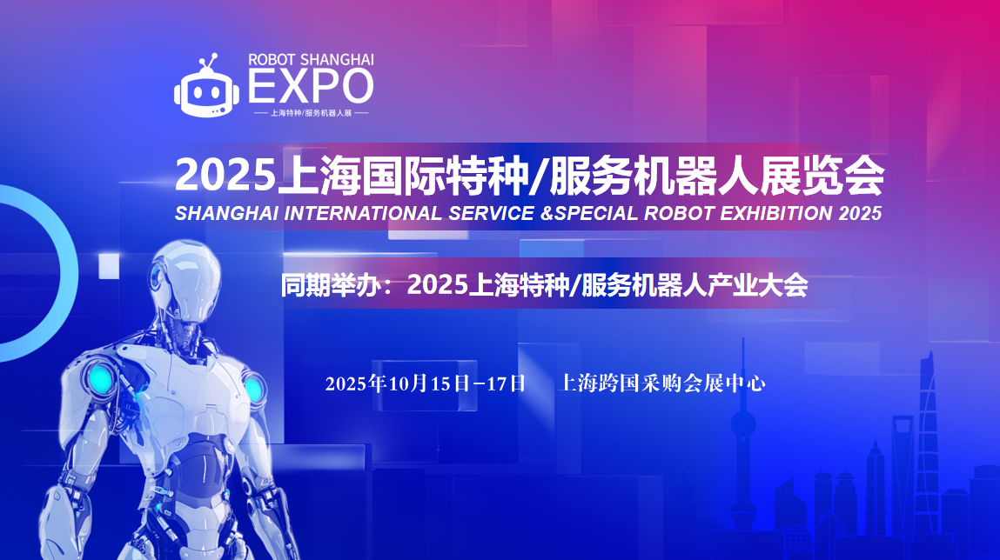 ROBOT SHANGHAI
EXPO
上海特种/服务机器人展
2025上海国际特种/服务机器人展览会
SHANGHAI INTERNATIONAL SERVICE &SPECIAL ROBOT EXHIBITION 2025
同期举办：2025上海特种/服务机器人产业大会
2025年10月15日-17日 上海跨国采购会展中心